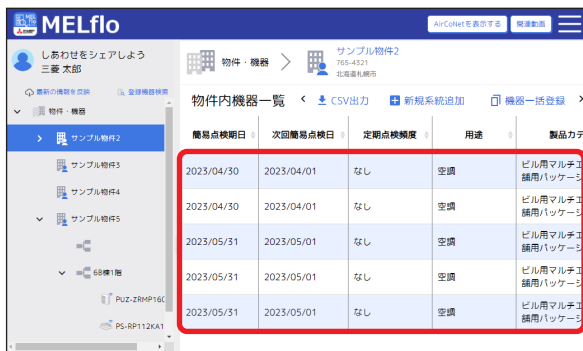 MELflo
AirCoNetを表示する
関連動画
しあわせをシェアしよう
三菱 太郎
最新の情報を反映
登録機器検索
物件・機器
サンプル物件2
サンプル物件3
サンプル物件4
サンプル物件5
6B棟1階
PUZ-ZRMP160
PS-RP112KA1
物件・機器
サンプル物件2
765-4321
北海道札幌市
物件内機器一覧
CSV出力
新規系統追加
機器一括登録
簡易点検期日 次回簡易点検日 定期点検頻度 用途 製品カテ
2023/04/30 2023/04/01 なし 空調 ビル用マルチエ
舗用パッケージ
2023/04/30 2023/04/01 なし 空調 ビル用マルチエ
舗用パッケージ
2023/05/31 2023/05/01 なし 空調 ビル用マルチエ
舗用パッケージ
2023/05/31 2023/05/01 なし 空調 ビル用マルチエ
舗用パッケージ
2023/05/31 2023/05/01 なし 空調 ビル用マルチエ
舗用パッケージ